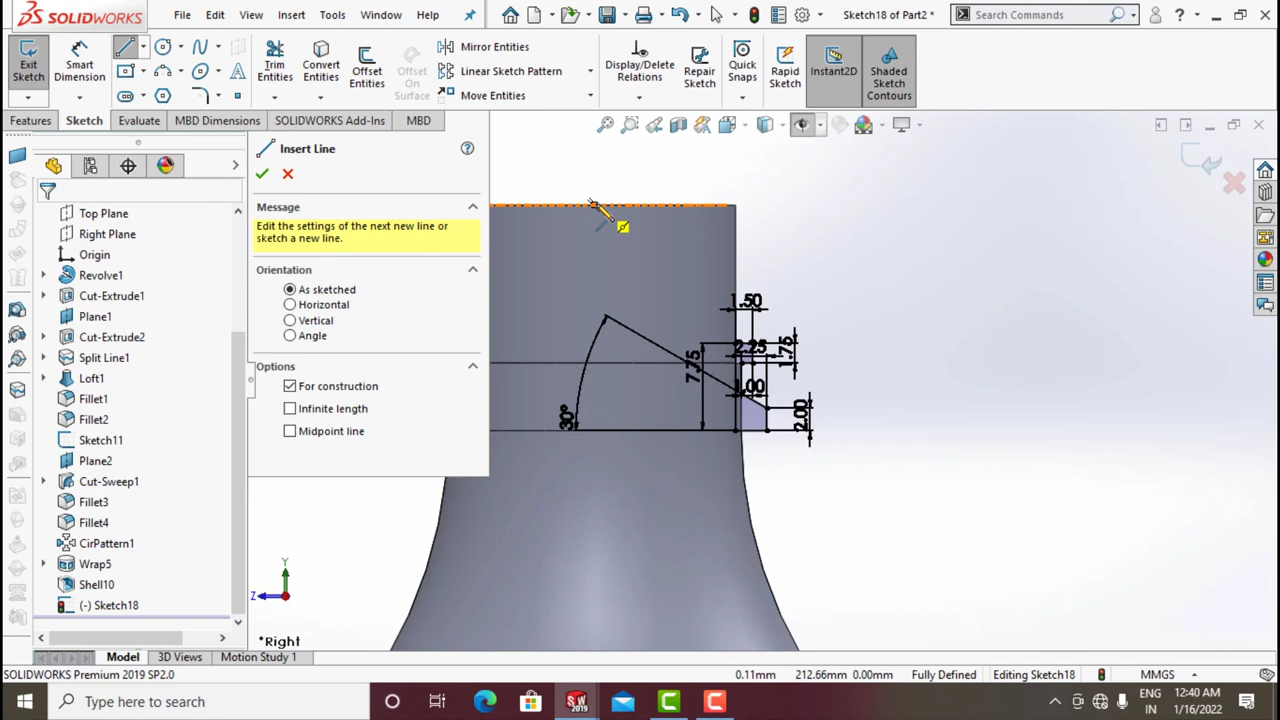 SOLIDWORKS File Edit View Insert Tools Window Help Sketch18 of Part2 * Search Commands ?
Exit Sketch Smart Dimension Trim Entities Convert Entities Offset Entities Offset On Surface Mirror Entities Linear Sketch Pattern Move Entities Display/Delete Relations Repair Sketch Quick Snaps Rapid Sketch Instant2D Shaded Sketch Contours
Features Sketch Evaluate MBD Dimensions SOLIDWORKS Add-Ins MBD
Insert Line
Message
Edit the settings of the next new line or
sketch a new line.
Orientation
As sketched
Horizontal
Vertical
Angle
Options
For construction
Infinite length
Midpoint line
Top Plane
Right Plane
Origin
Revolve1
Cut-Extrude1
Plane1
Cut-Extrude2
Split Line1
Loft1
Fillet1
Fillet2
Sketch11
Plane2
Cut-Sweep1
Fillet3
Fillet4
CirPattern1
Wrap5
Shell10
(-) Sketch18
1.50
2.25
1.75
7.75
1.00
2.00
30°
Y
Z
*Right
Model 3D Views Motion Study 1
SOLIDWORKS Premium 2019 SP2.0 0.11mm 212.66mm 0.00mm Fully Defined Editing Sketch18 MMGS
Type here to search
SW
2019
ENG
IN
12:40 AM
1/16/2022